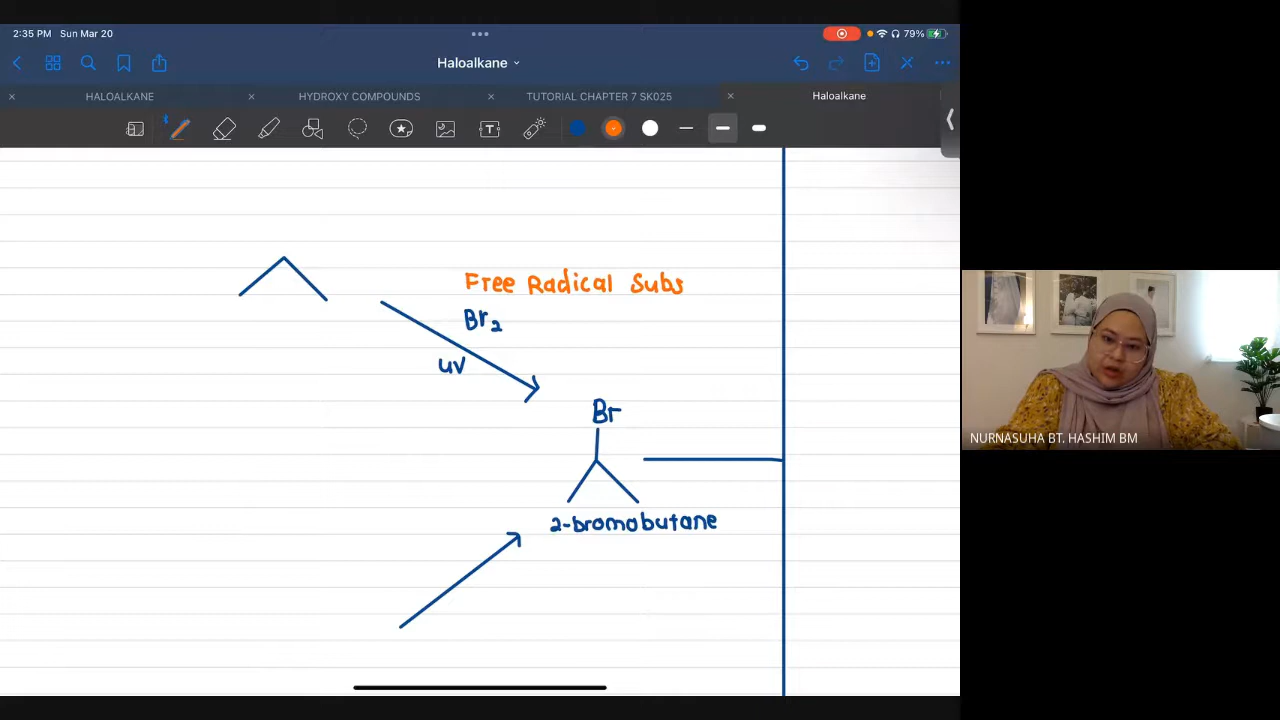 2:35 PM Sun Mar 20
79%
Haloalkane
HALOALKANE
HYDROXY COMPOUNDS
TUTORIAL CHAPTER 7 SK025
Haloalkane
Free Radical Subs
Br2
uv
Br
2-bromobutane
NURNASUHA BT. HASHIM BM